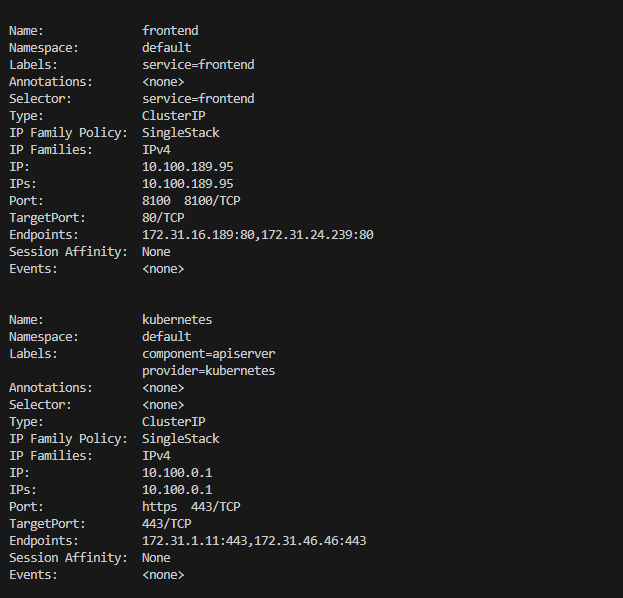 Name: frontend
Namespace: default
Labels: service=frontend
Annotations: <none>
Selector: service=frontend
Type: ClusterIP
IP Family Policy: SingleStack
IP Families: IPv4
IP: 10.100.189.95
IPs: 10.100.189.95
Port: 8100 8100/TCP
TargetPort: 80/TCP
Endpoints: 172.31.16.189:80,172.31.24.239:80
Session Affinity: None
Events: <none>
Name: kubernetes
Namespace: default
Labels: component=apiserver
provider=kubernetes
Annotations: <none>
Selector: <none>
Type: ClusterIP
IP Family Policy: SingleStack
IP Families: IPv4
IP: 10.100.0.1
IPs: 10.100.0.1
Port: https 443/TCP
TargetPort: 443/TCP
Endpoints: 172.31.1.11:443,172.31.46.46:443
Session Affinity: None
Events: <none>